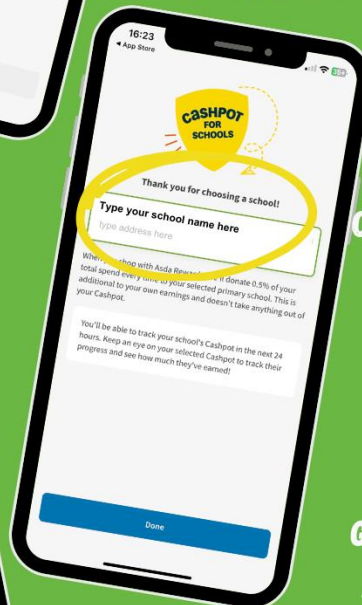 16:23
◀ App Store
CASHPOT
FOR
SCHOOLS
Thank you for choosing a school!
Type your school name here
type address here
When shop with Asda donate 0.5% of your
total spend every time to your selected primary school. This is
additional to your own earnings and doesn't take anything out of
your Cashpot.
You'll be able to track your school's Cashpot in the next 24
hours. Keep an eye on your selected Cashpot to track their
progress and see how much they've earned!
Done